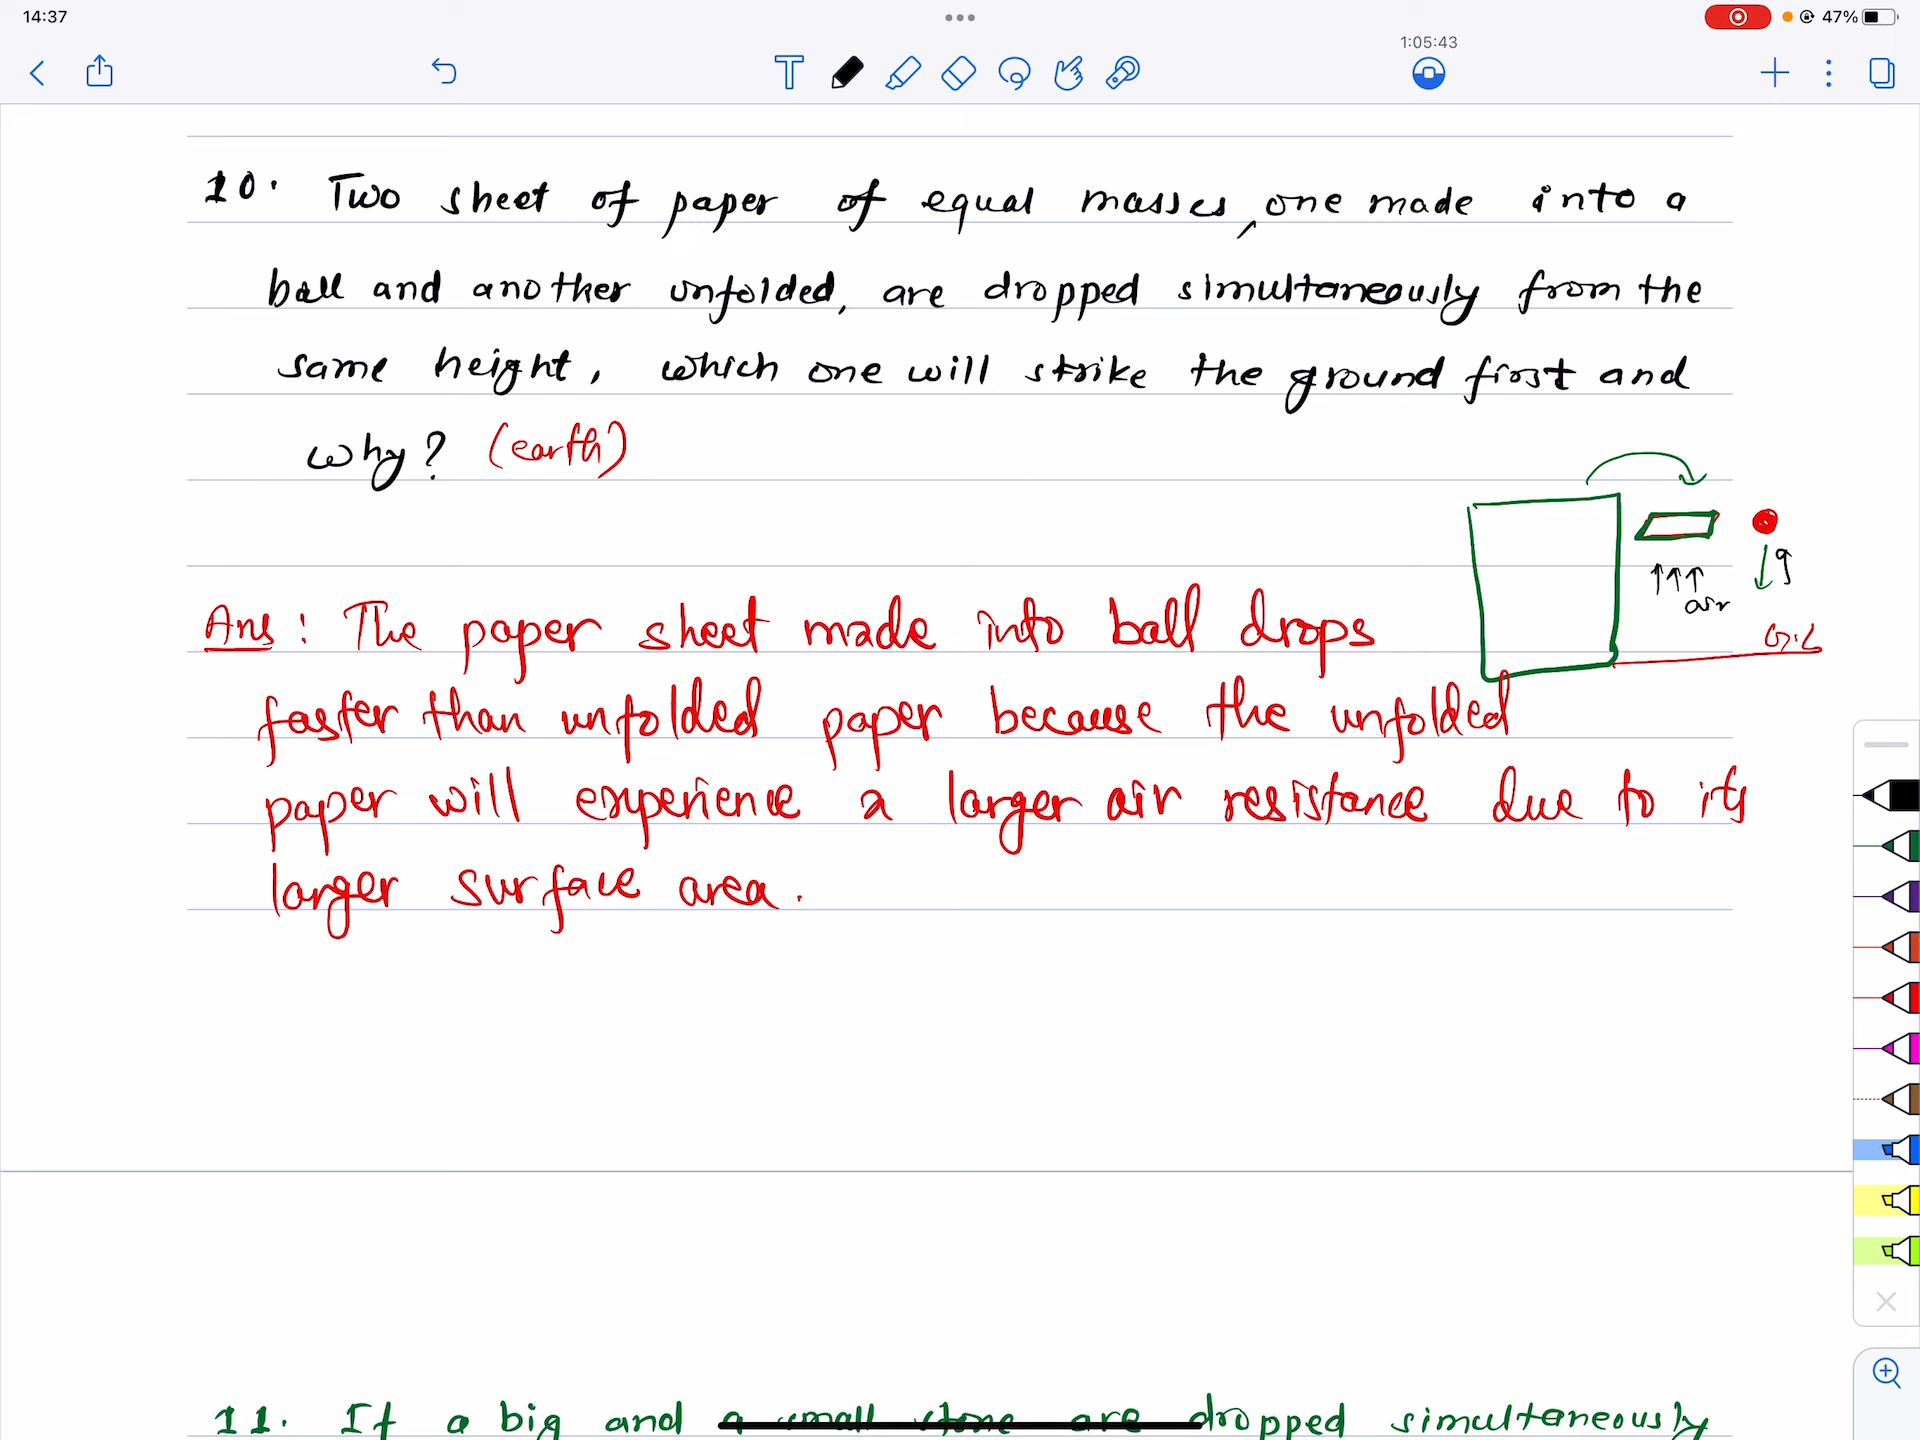 14:37
47%
1:05:43
10. Two sheet of paper of equal masses, one made into a
ball and another unfolded, are dropped simultaneously from the
same height, which one will strike the ground first and
why? (earth)
air
G.L
Ans: The paper sheet made into ball drops
faster than unfolded paper because the unfolded
paper will experience a larger air resistance due to its
larger surface area.
11. If a big and a small stone are dropped simultaneously